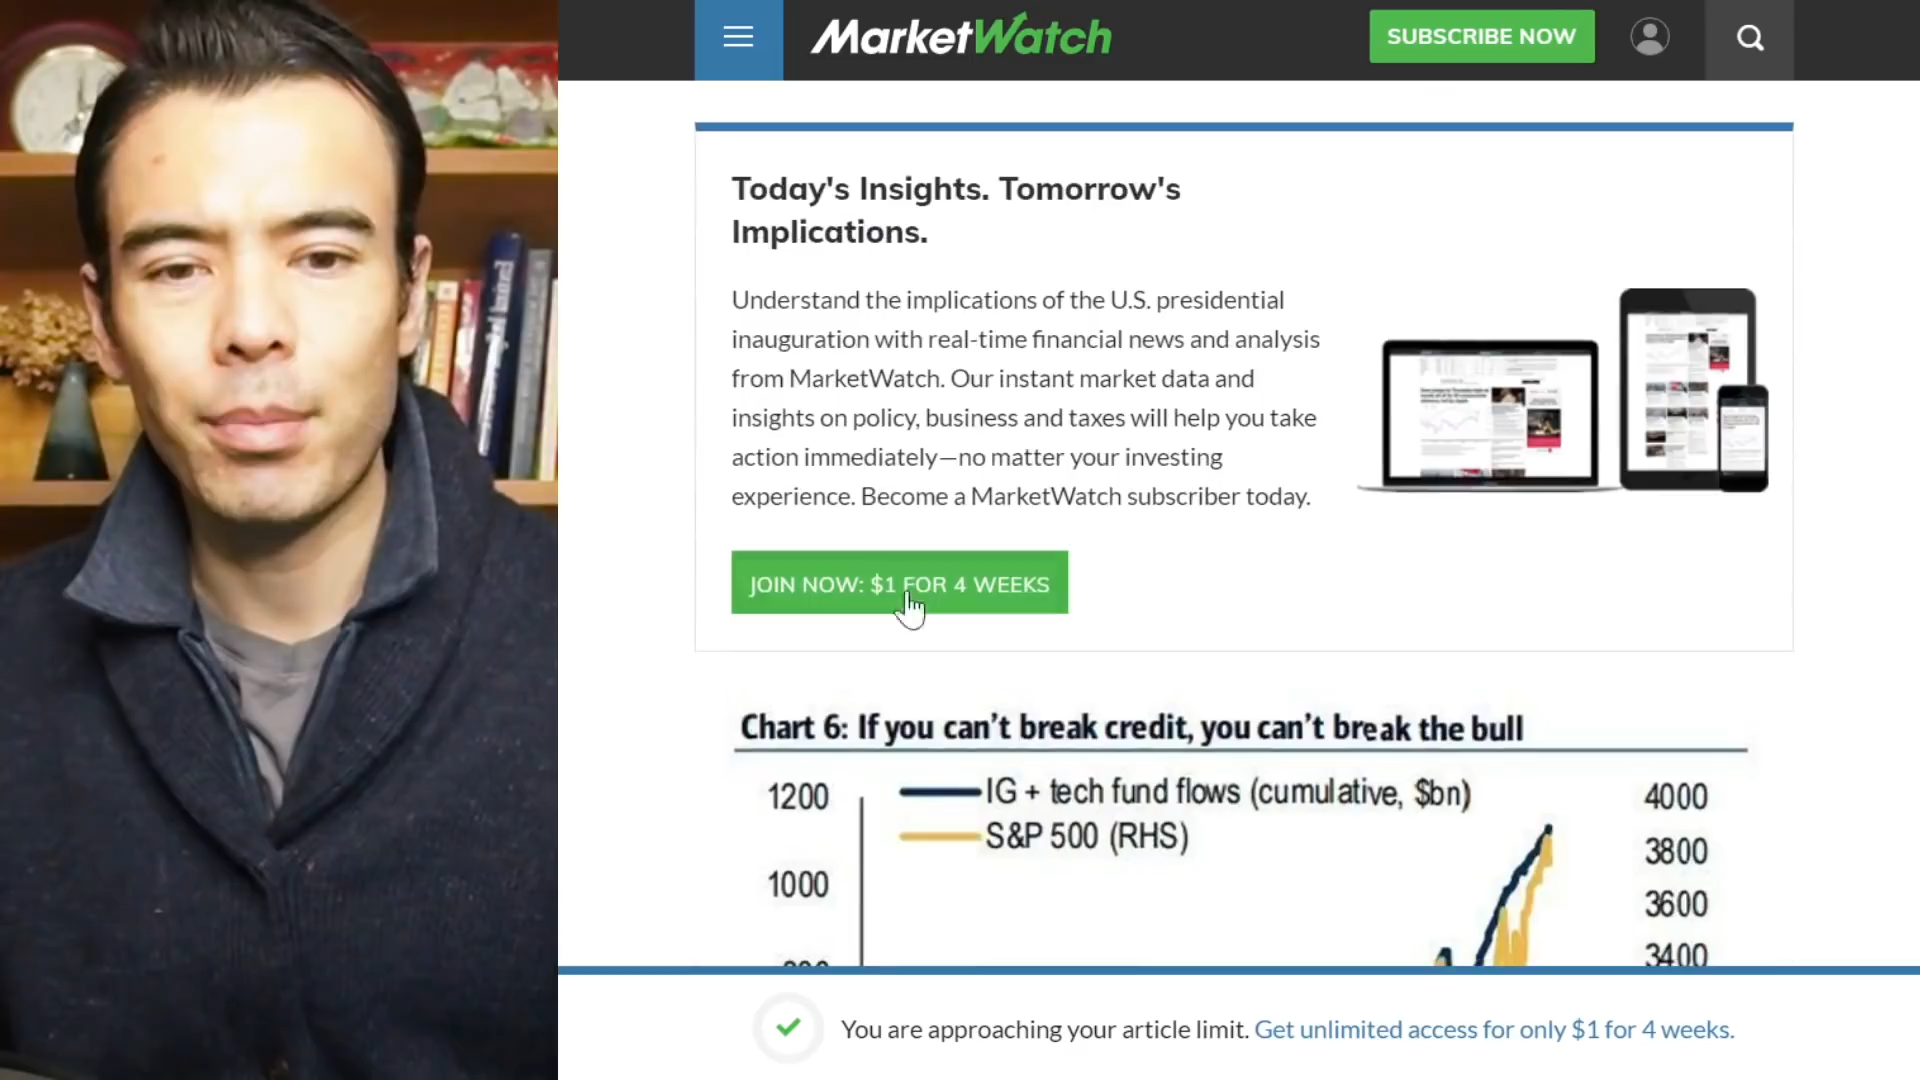 MarketWatch
SUBSCRIBE NOW
Today's Insights. Tomorrow's
Implications.
Understand the implications of the U.S. presidential
inauguration with real-time financial news and analysis
from MarketWatch. Our instant market data and
insights on policy, business and taxes will help you take
action immediately—no matter your investing
experience. Become a MarketWatch subscriber today.
JOIN NOW: $1 FOR 4 WEEKS
Chart 6: If you can't break credit, you can't break the bull
1200
IG + tech fund flows (cumulative, $bn)
4000
S&P 500 (RHS)
3800
1000
3600
3400
You are approaching your article limit. Get unlimited access for only $1 for 4 weeks.